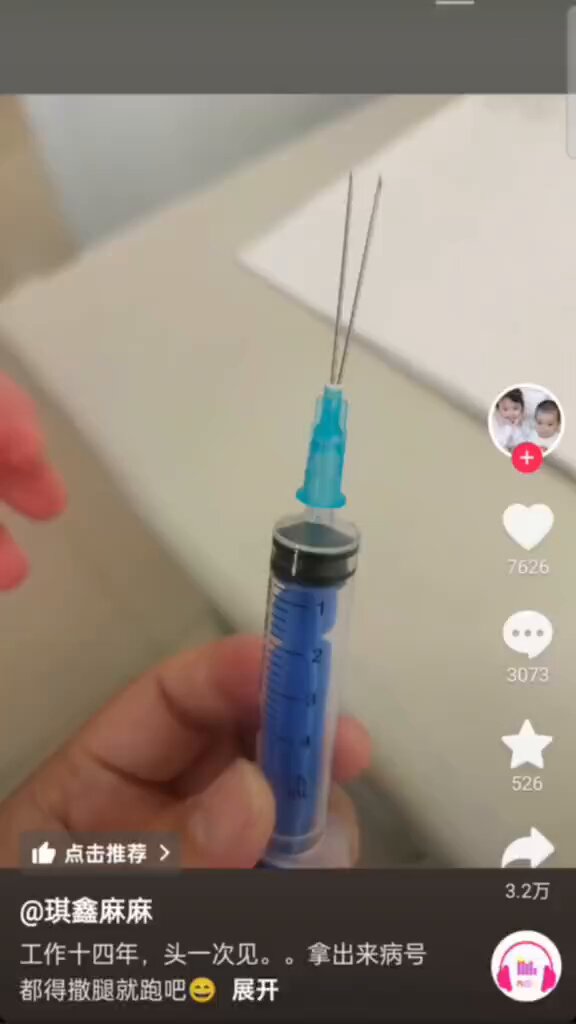 1
2
3
4
7626
3073
526
3.2万
点击推荐
@琪鑫麻麻
工作十四年，头一次见。。拿出来病号
都得撒腿就跑吧😄 展开